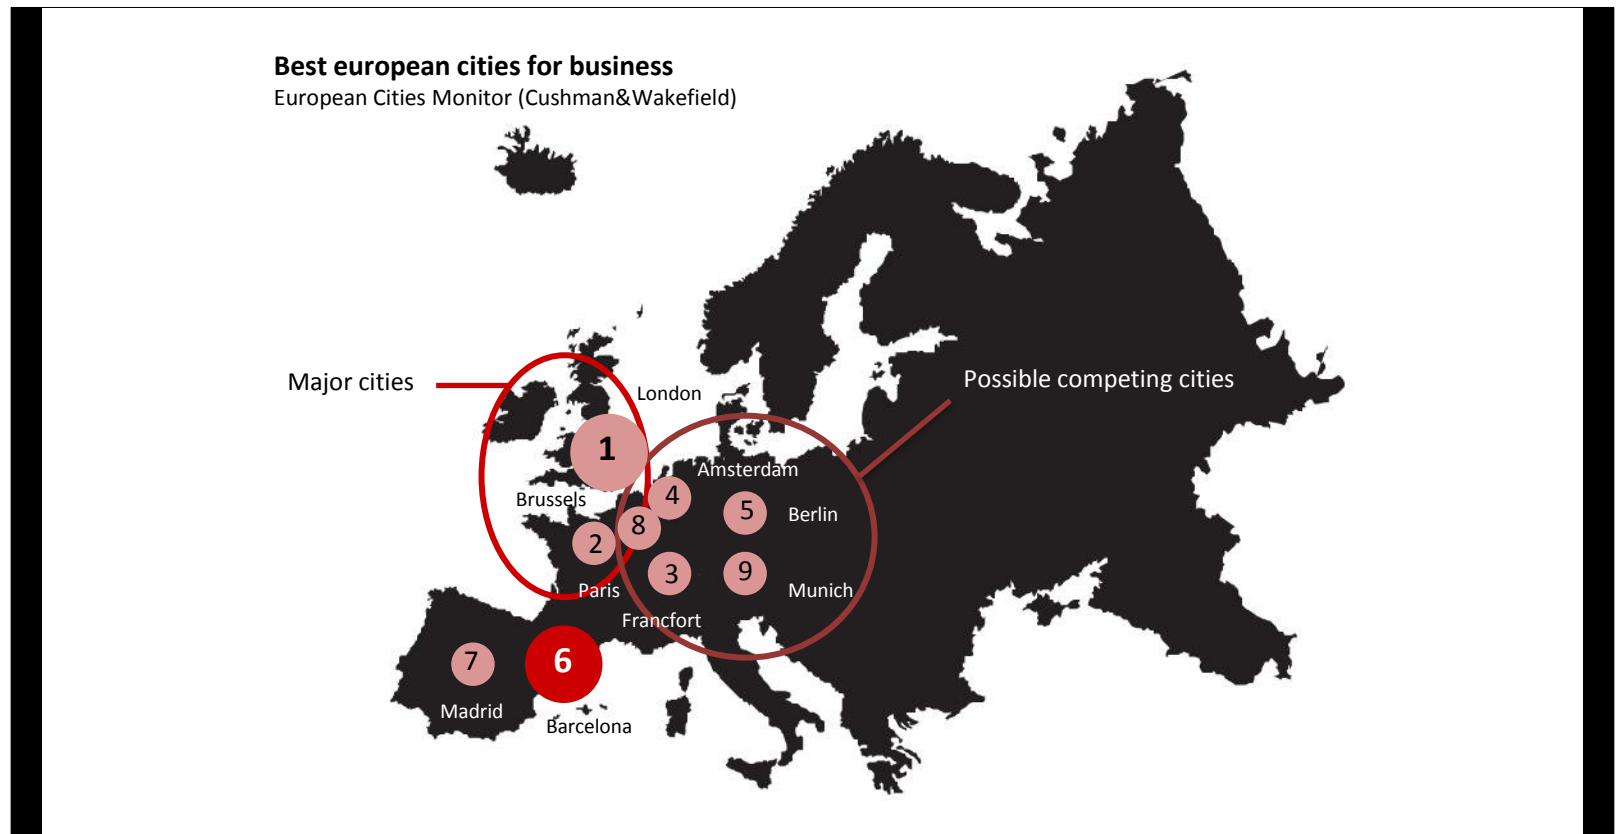 Best european cities for business
European Cities Monitor (Cushman&Wakefield)
Major cities
London
Possible competing cities
1
Amsterdam
Brussels
4
5
Berlin
8
2
3
9
Paris
Munich
Francfort
7
6
Madrid
Barcelona